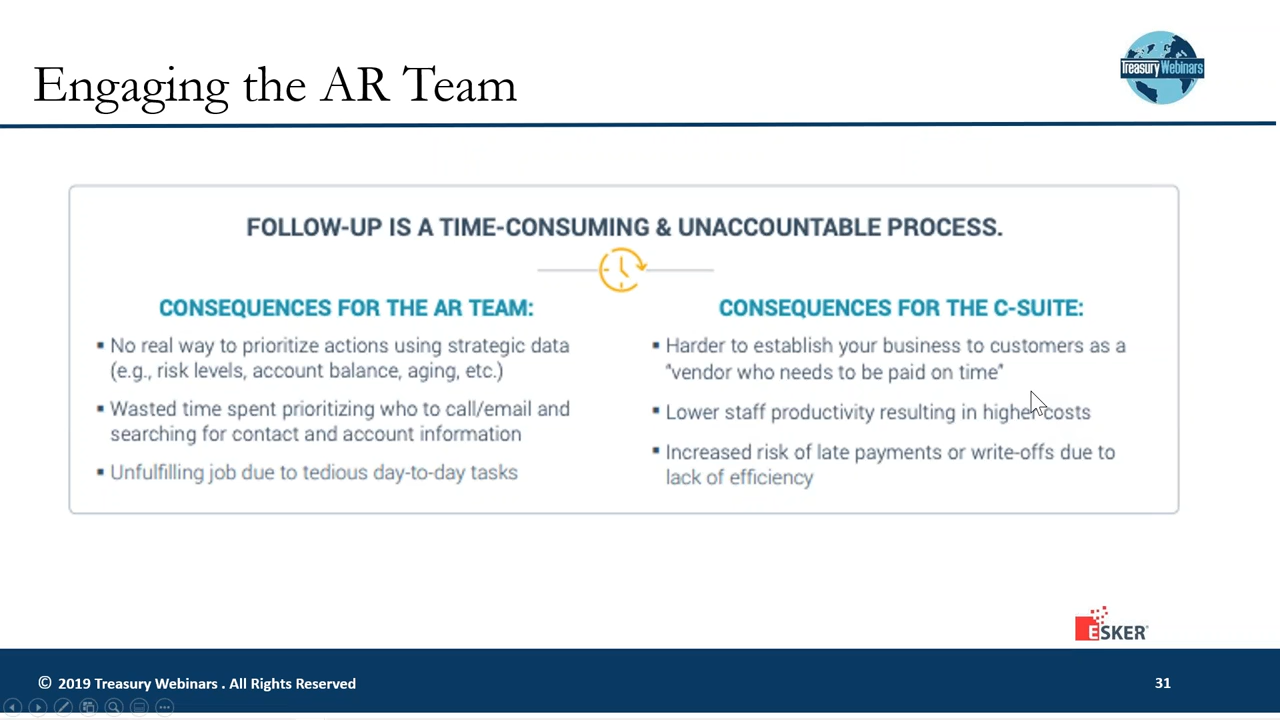 Engaging the AR Team
Treasury Webinars
FOLLOW-UP IS A TIME-CONSUMING & UNACCOUNTABLE PROCESS.
CONSEQUENCES FOR THE AR TEAM:
▪ No real way to prioritize actions using strategic data
(e.g., risk levels, account balance, aging, etc.)
▪ Wasted time spent prioritizing who to call/email and
searching for contact and account information
▪ Unfulfilling job due to tedious day-to-day tasks
CONSEQUENCES FOR THE C-SUITE:
▪ Harder to establish your business to customers as a
"vendor who needs to be paid on time"
▪ Lower staff productivity resulting in higher costs
▪ Increased risk of late payments or write-offs due to
lack of efficiency
ESKER
© 2019 Treasury Webinars . All Rights Reserved
31